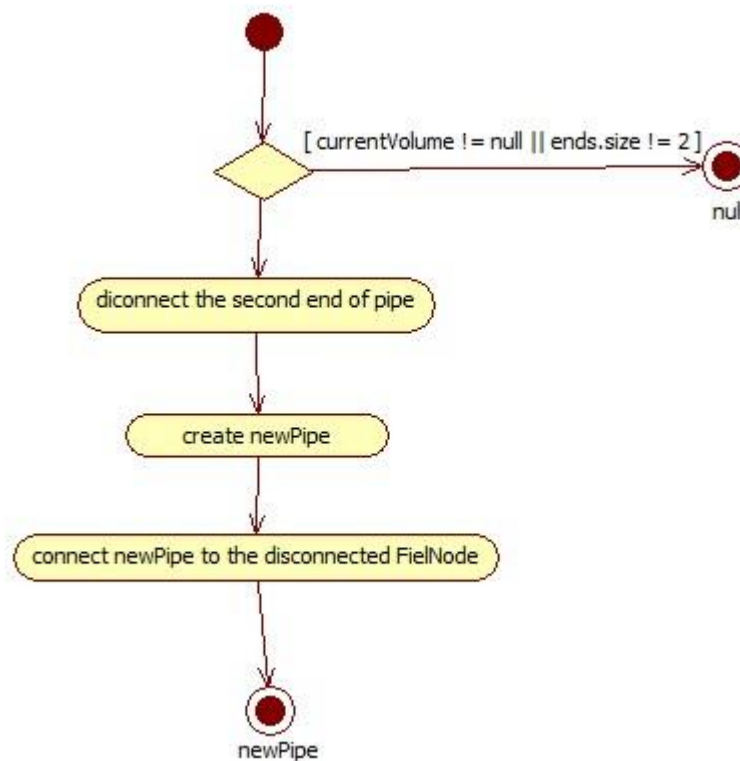 [ currentVolume != null || ends.size != 2 ]
nul
diconnect the second end of pipe
create newPipe
connect newPipe to the disconnected FielNode
newPipe